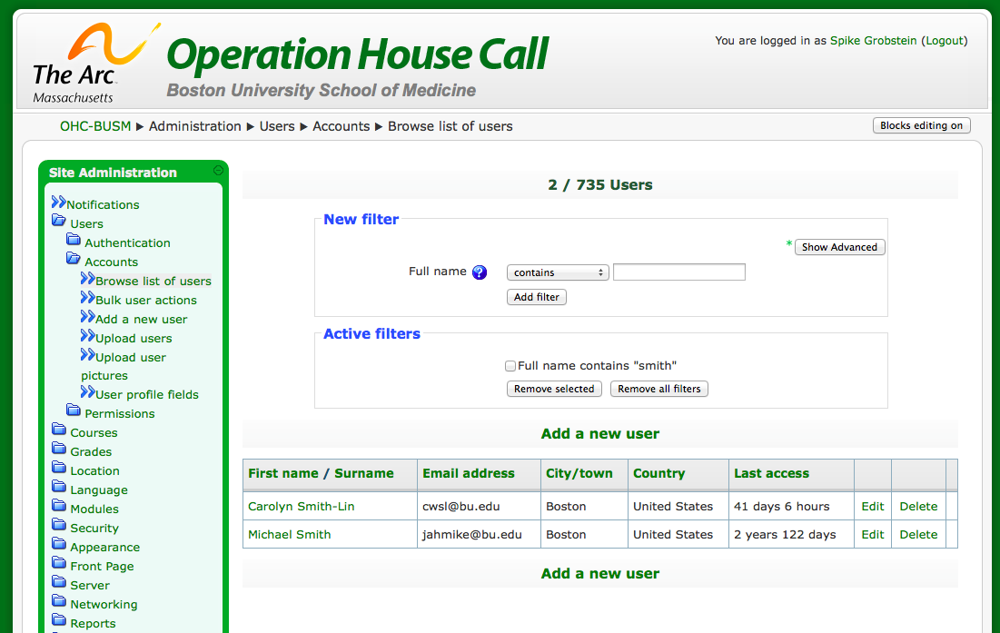 The Arc
Massachusetts
Operation House Call
Boston University School of Medicine
You are logged in as Spike Grobstein (Logout)
OHC-BUSM ► Administration ► Users ► Accounts ► Browse list of users
Blocks editing on
Site Administration
Notifications
Users
Authentication
Accounts
Browse list of users
Bulk user actions
Add a new user
Upload users
Upload user
pictures
User profile fields
Permissions
Courses
Grades
Location
Language
Modules
Security
Appearance
Front Page
Server
Networking
Reports
2 / 735 Users
New filter
* Show Advanced
Full name ? contains
Add filter
Active filters
Full name contains "smith"
Remove selected Remove all filters
Add a new user
First name / Surname Email address City/town Country Last access
Carolyn Smith-Lin cwsl@bu.edu Boston United States 41 days 6 hours Edit Delete
Michael Smith jahmike@bu.edu Boston United States 2 years 122 days Edit Delete
Add a new user